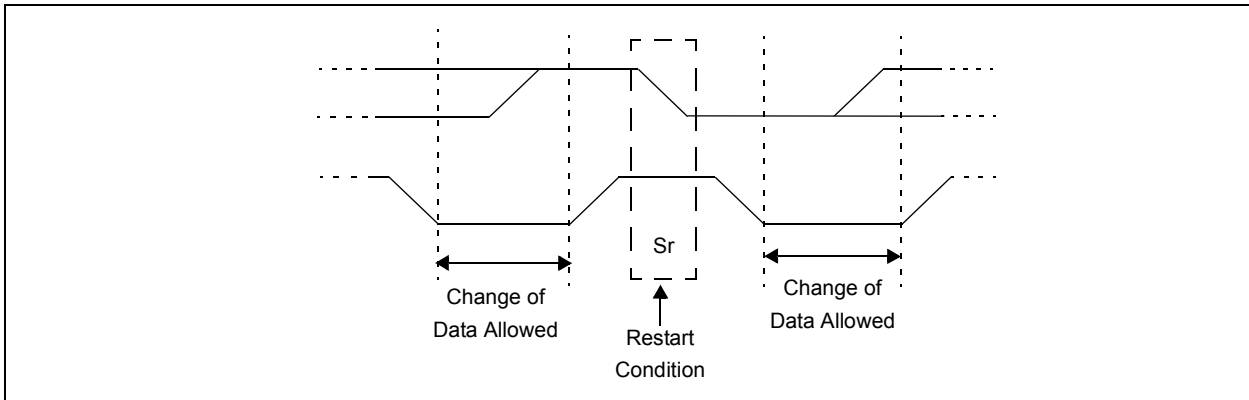 Sr
Change of
Data Allowed
Restart
Condition
Change of
Data Allowed